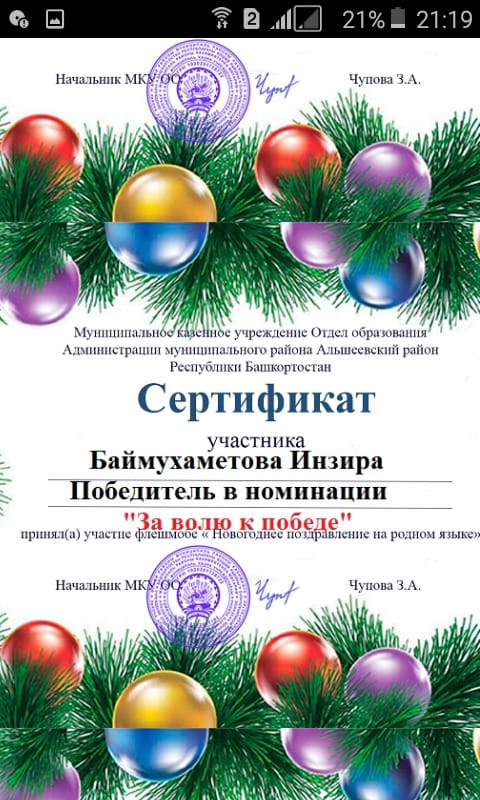 21% 21:19
Начальник МКУ ОО Чупова З.А.
Муниципальное казенное учреждение Отдел образования
Администрации муниципального района Альшеевский район
Республики Башкортостан
Сертификат
участника
Баймухаметова Инзира
Победитель в номинации
"За волю к победе"
принял(а) участие флешмобе « Новогоднее поздравление на родном языке»
Начальник МКУ ОО Чупова З.А.